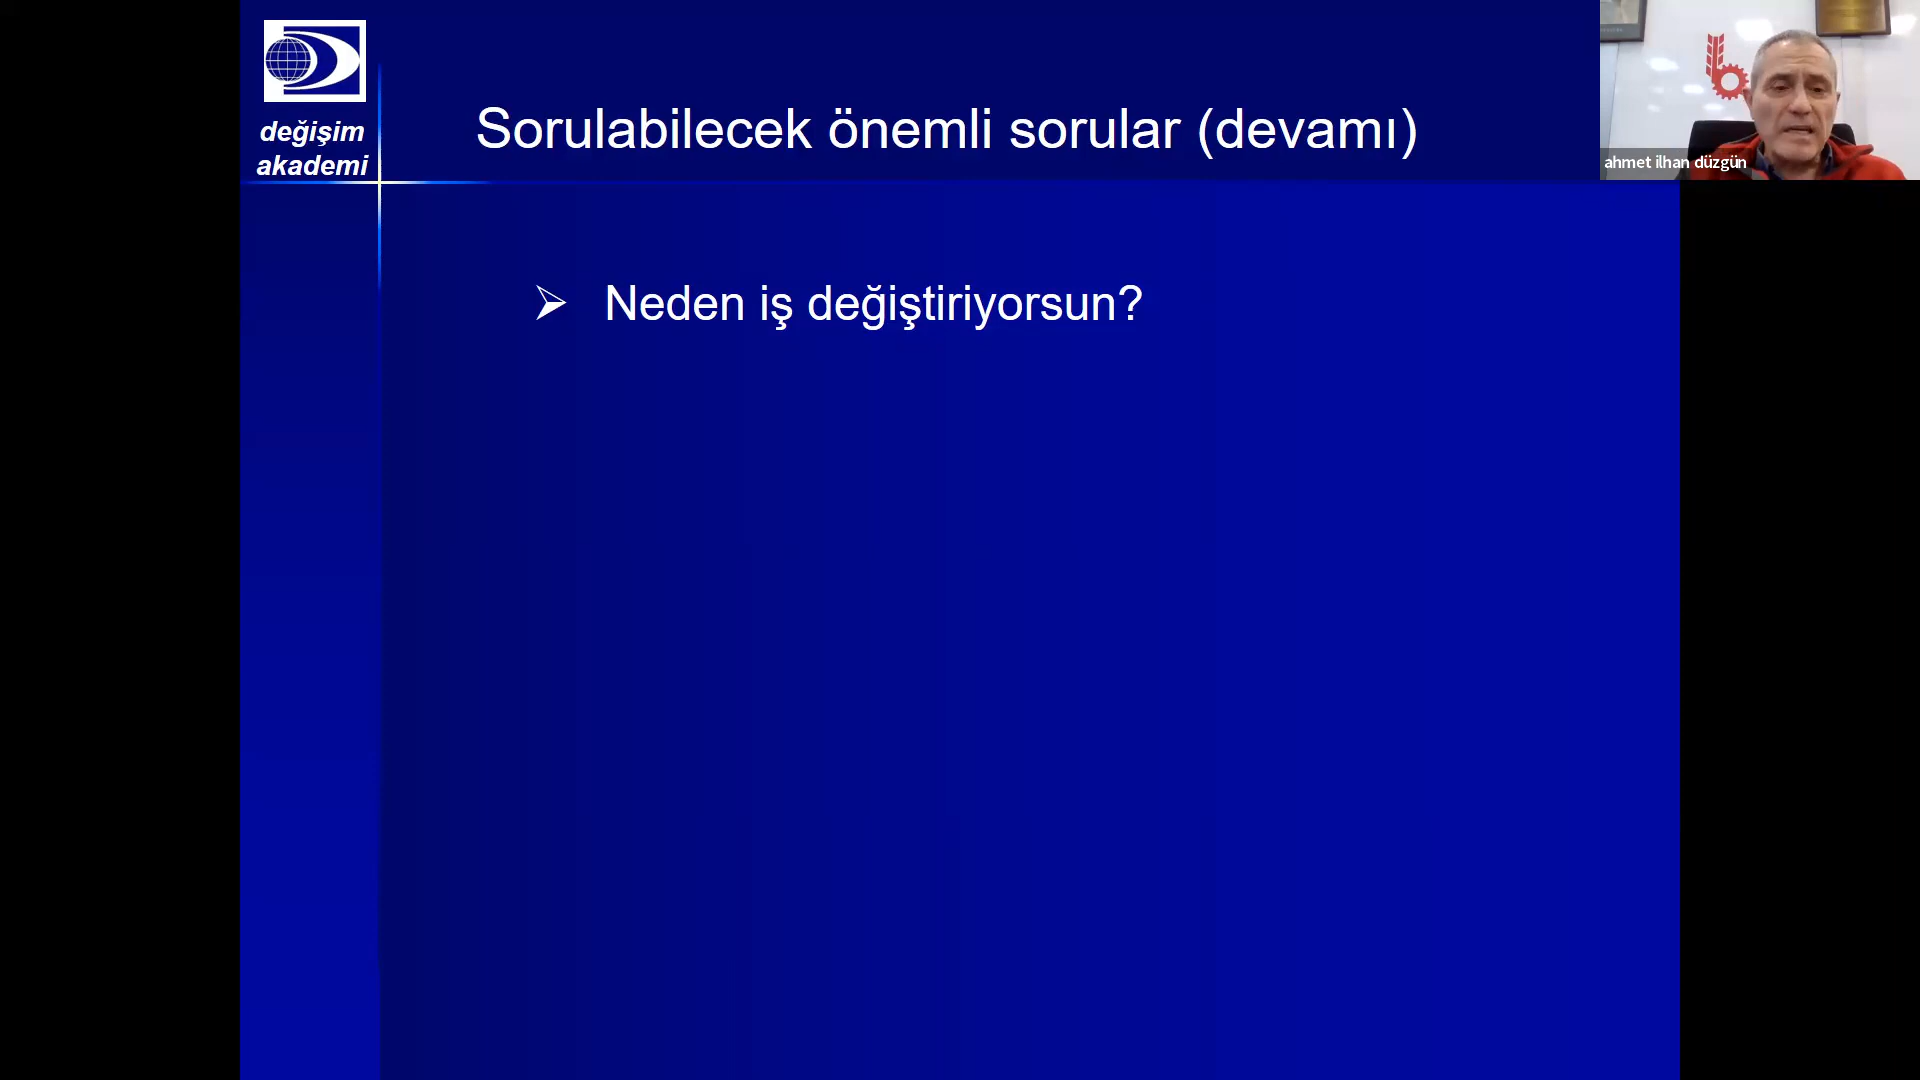 değişim
akademi
Sorulabilecek önemli sorular (devamı)
ahmet ilhan düzgün
➢ Neden iş değiştiriyorsun?